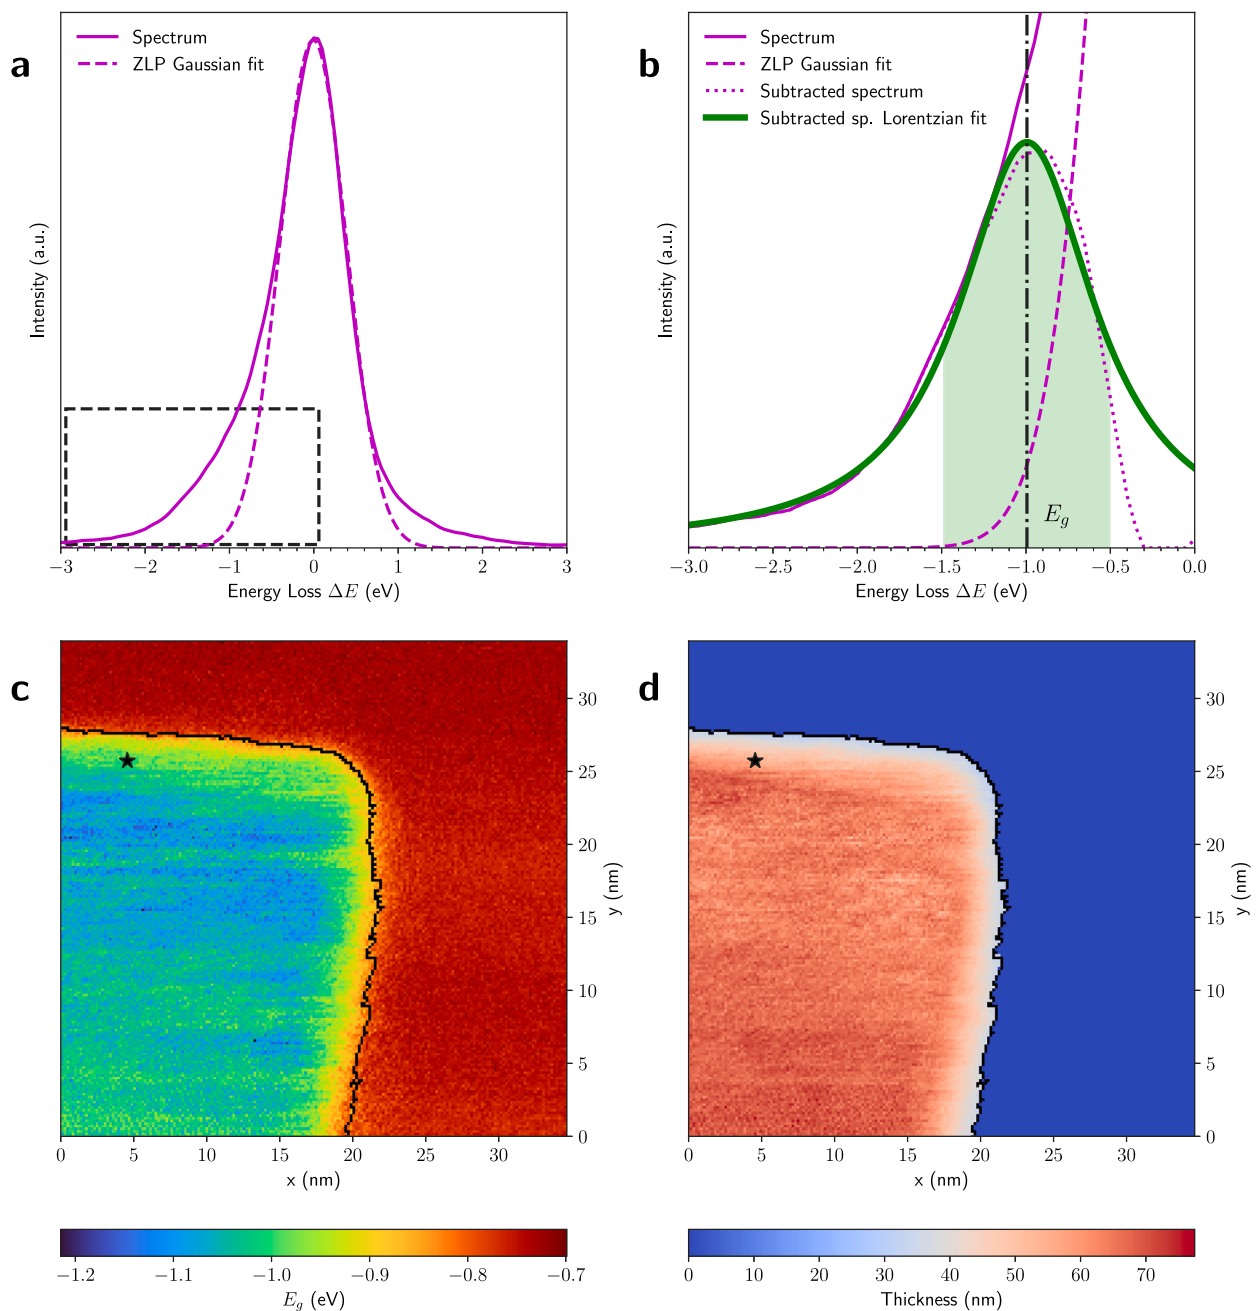 a
Spectrum
ZLP Gaussian fit
Intensity (a.u.)
−3 −2 −1 0 1 2 3
Energy Loss ΔE (eV)
b
Spectrum
ZLP Gaussian fit
Subtracted spectrum
Subtracted sp. Lorentzian fit
E_g
Intensity (a.u.)
−3.0 −2.5 −2.0 −1.5 −1.0 −0.5 0.0
Energy Loss ΔE (eV)
c
30
25
20
15
10
5
0
y (nm)
0 5 10 15 20 25 30
x (nm)
−1.2 −1.1 −1.0 −0.9 −0.8 −0.7
E_g (eV)
d
30
25
20
15
10
5
0
y (nm)
0 5 10 15 20 25 30
x (nm)
0 10 20 30 40 50 60 70
Thickness (nm)